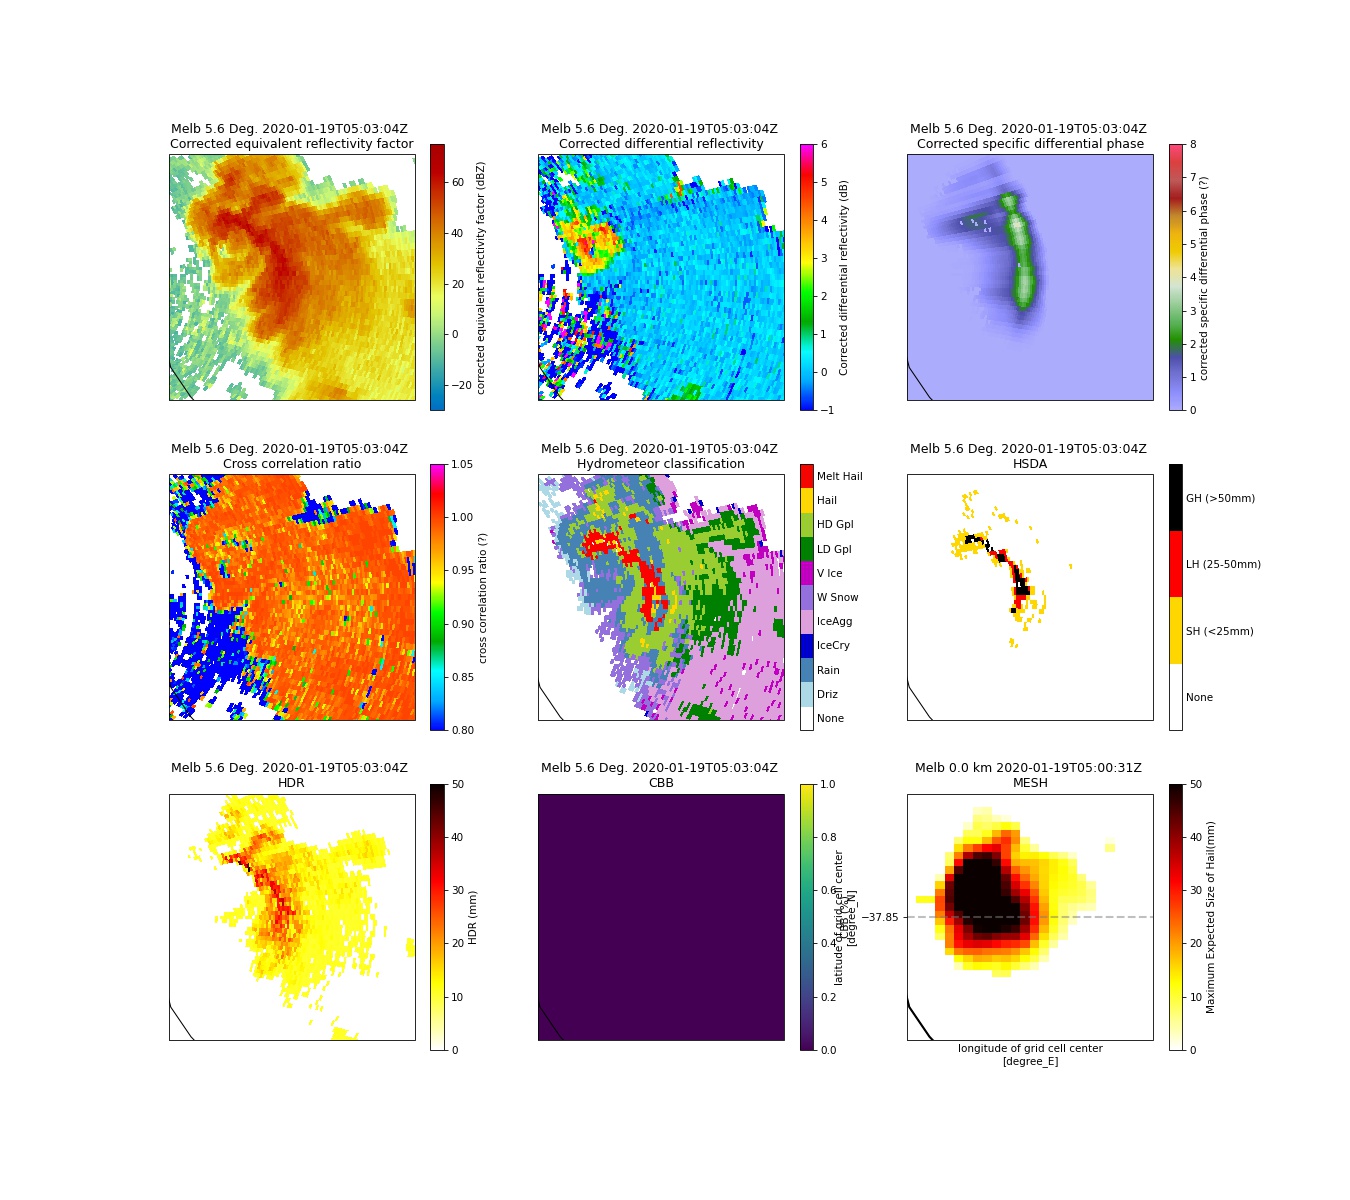 Melb 5.6 Deg. 2020-01-19T05:03:04Z
Corrected equivalent reflectivity factor
60
40
20
0
−20
corrected equivalent reflectivity factor (dBZ)
Melb 5.6 Deg. 2020-01-19T05:03:04Z
Corrected differential reflectivity
6
5
4
3
2
1
0
−1
Corrected differential reflectivity (dB)
Melb 5.6 Deg. 2020-01-19T05:03:04Z
Corrected specific differential phase
8
7
6
5
4
3
2
1
0
corrected specific differential phase (?)
Melb 5.6 Deg. 2020-01-19T05:03:04Z
Cross correlation ratio
1.05
1.00
0.95
0.90
0.85
0.80
cross correlation ratio (?)
Melb 5.6 Deg. 2020-01-19T05:03:04Z
Hydrometeor classification
Melt Hail
Hail
HD Gpl
LD Gpl
V Ice
W Snow
IceAgg
IceCry
Rain
Driz
None
Melb 5.6 Deg. 2020-01-19T05:03:04Z
HSDA
GH (>50mm)
LH (25-50mm)
SH (<25mm)
None
Melb 5.6 Deg. 2020-01-19T05:03:04Z
HDR
50
40
30
20
10
0
HDR (mm)
Melb 5.6 Deg. 2020-01-19T05:03:04Z
CBB
1.0
0.8
0.6
0.4
0.2
0.0
Melb 0.0 km 2020-01-19T05:00:31Z
MESH
latitude of grid cell center
[degree_N]
−37.85
longitude of grid cell center
[degree_E]
50
40
30
20
10
0
Maximum Expected Size of Hail(mm)